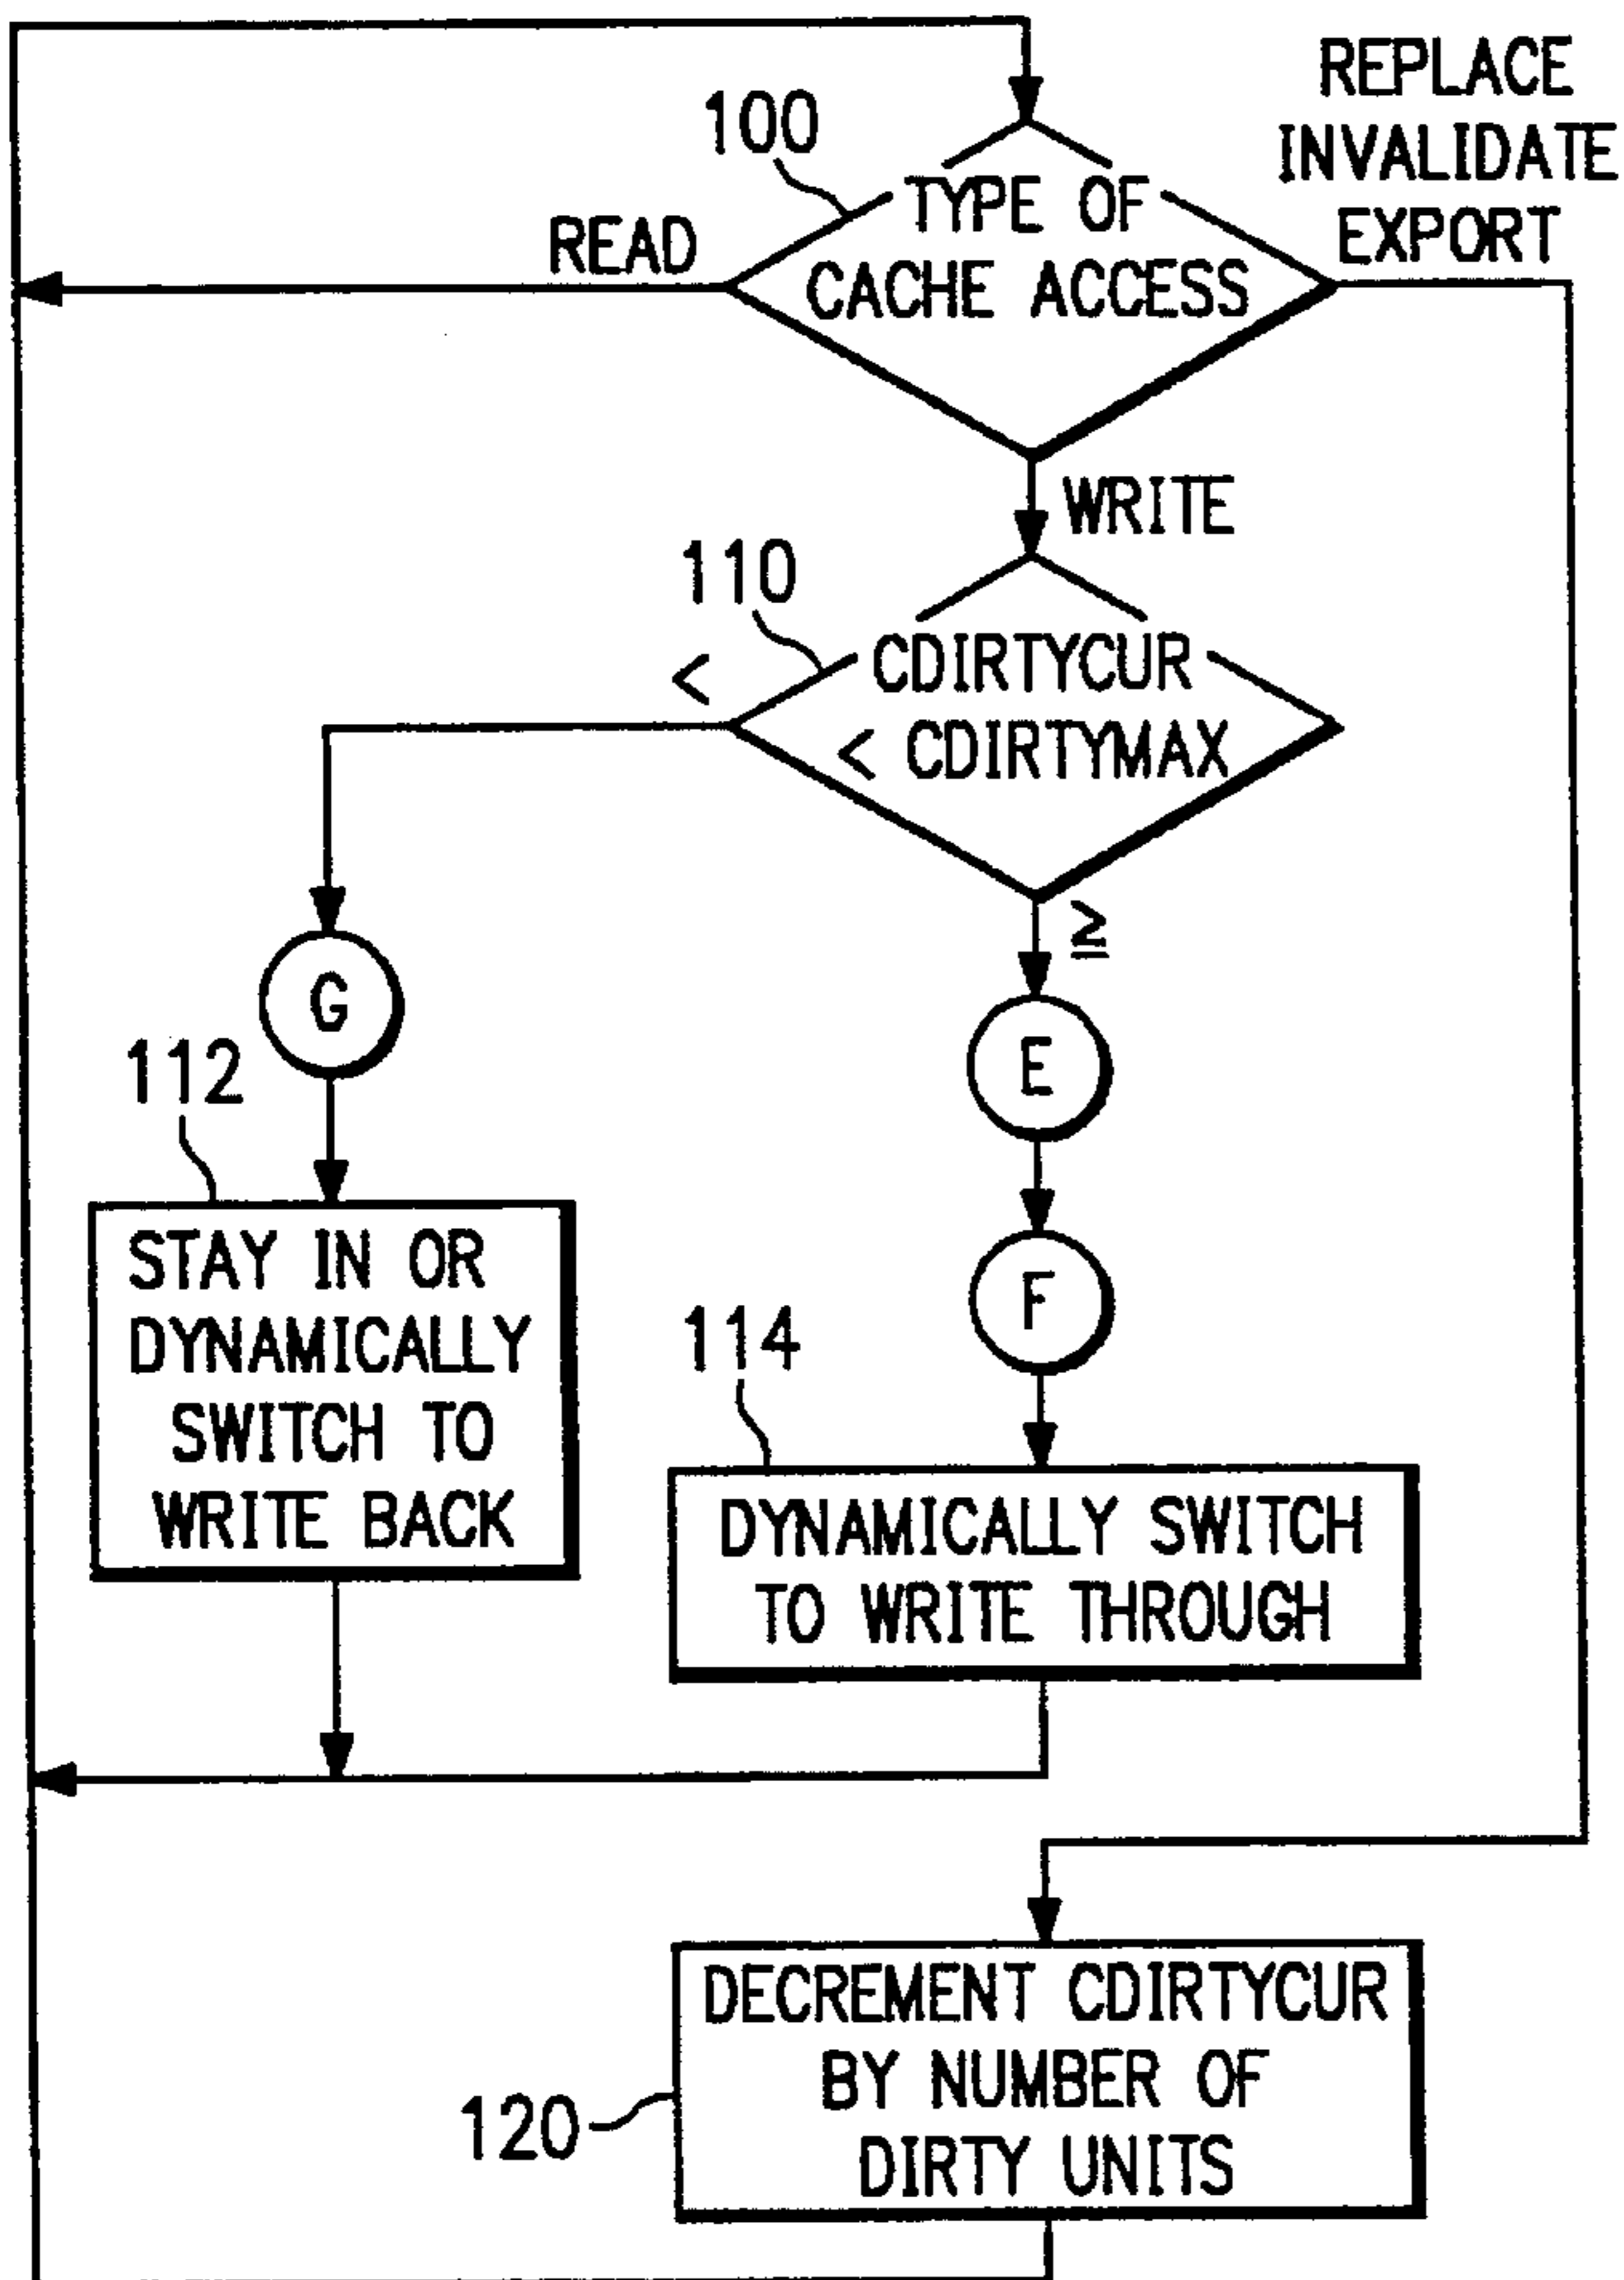 REPLACE
INVALIDATE
EXPORT
100
TYPE OF
CACHE ACCESS
READ
WRITE
110
<
CDIRTYCUR
< CDIRTYMAX
≥
G
E
112
F
STAY IN OR
DYNAMICALLY
SWITCH TO
WRITE BACK
114
DYNAMICALLY SWITCH
TO WRITE THROUGH
DECREMENT CDIRTYCUR
BY NUMBER OF
DIRTY UNITS
120